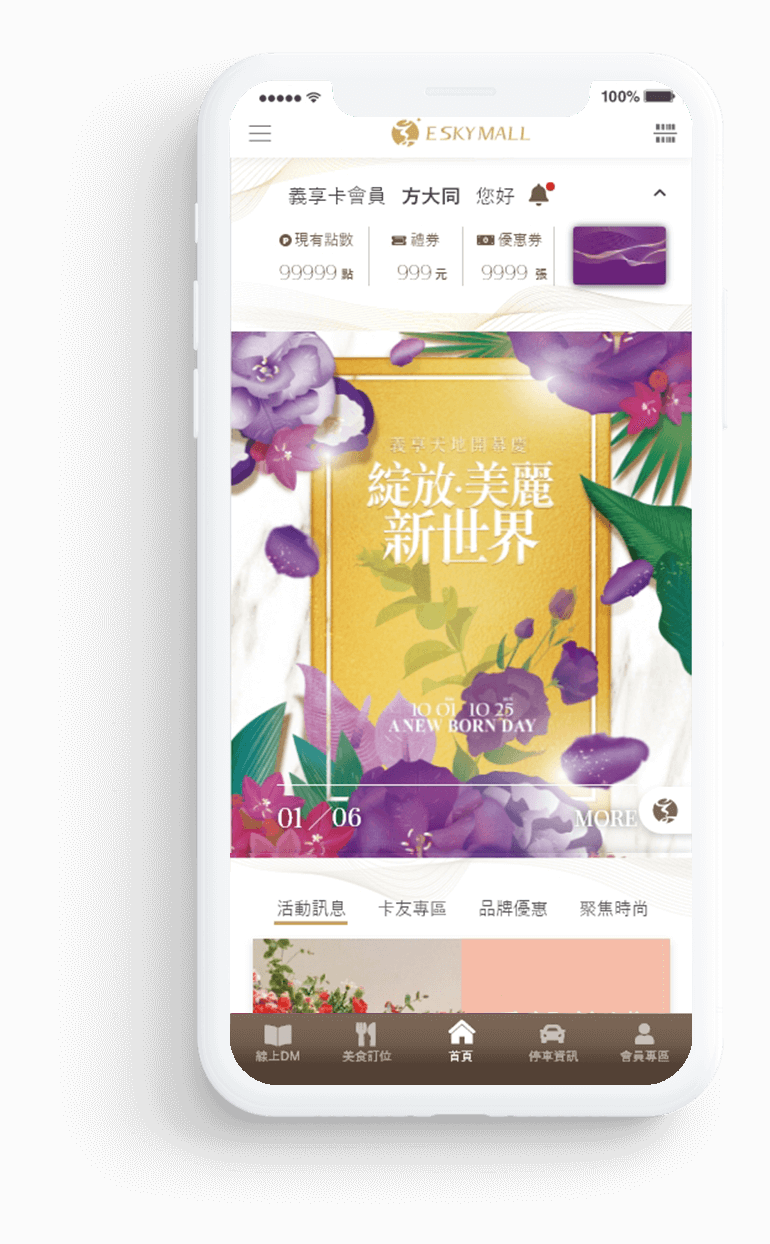 100%
E SKY MALL
義享卡會員 方大同 您好
現有點數 禮券 優惠券
99999 點 999 元 9999 張
義享天地開幕慶
綻放·美麗
新世界
10.01 10.25
A NEW BORN DAY
01 / 06 MORE
活動訊息 卡友專區 品牌優惠 聚焦時尚
線上DM 美食訂位 首頁 停車資訊 會員專區